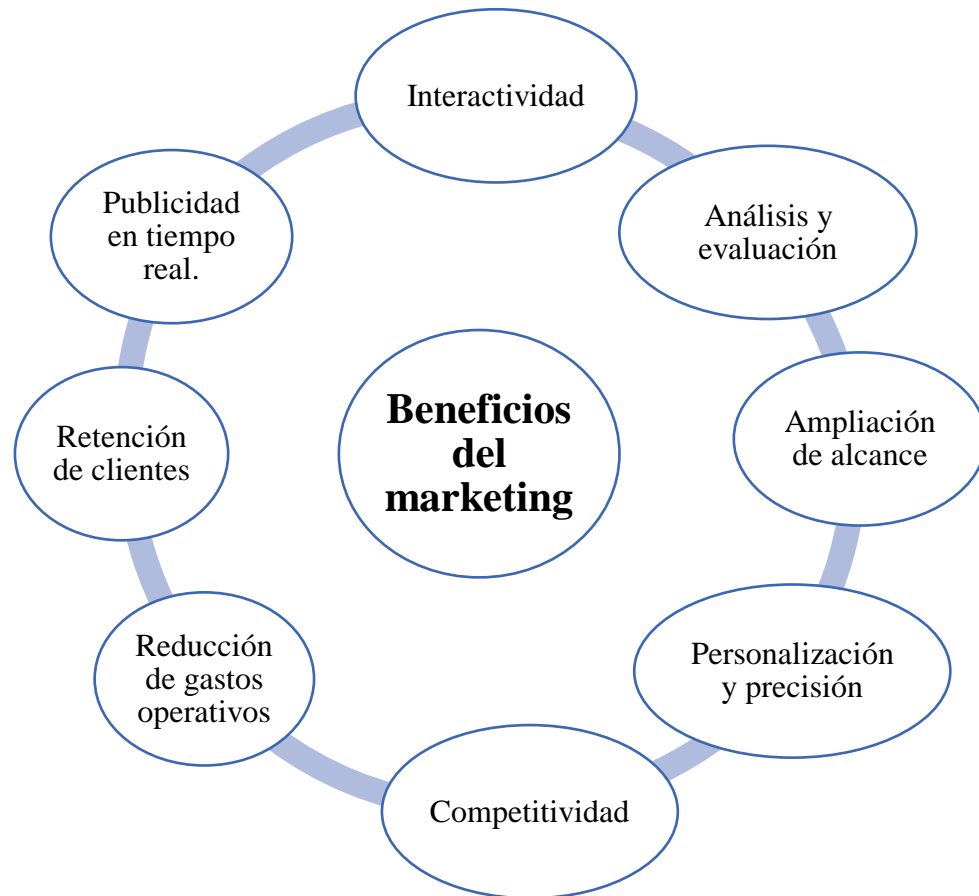 Interactividad
Análisis y
evaluación
Ampliación
de alcance
Personalización
y precisión
Competitividad
Reducción
de gastos
operativos
Retención
de clientes
Publicidad
en tiempo
real.
Beneficios
del
marketing